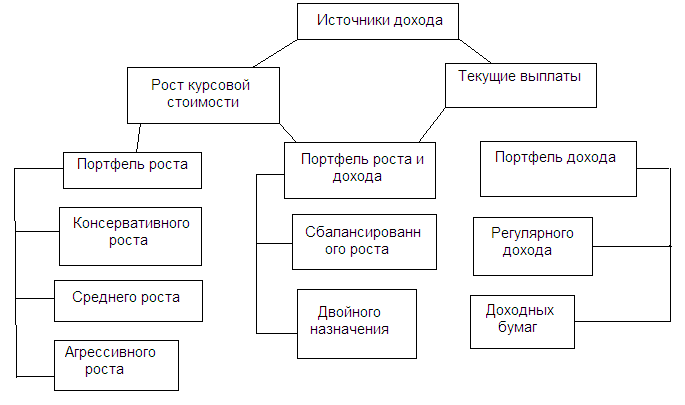 Источники дохода
Рост курсовой
стоимости
Текущие выплаты
Портфель роста
Портфель роста и
дохода
Портфель дохода
Консервативного
роста
Сбалансированн
ого роста
Регулярного
дохода
Среднего роста
Двойного
назначения
Доходных
бумаг
Агрессивного
роста